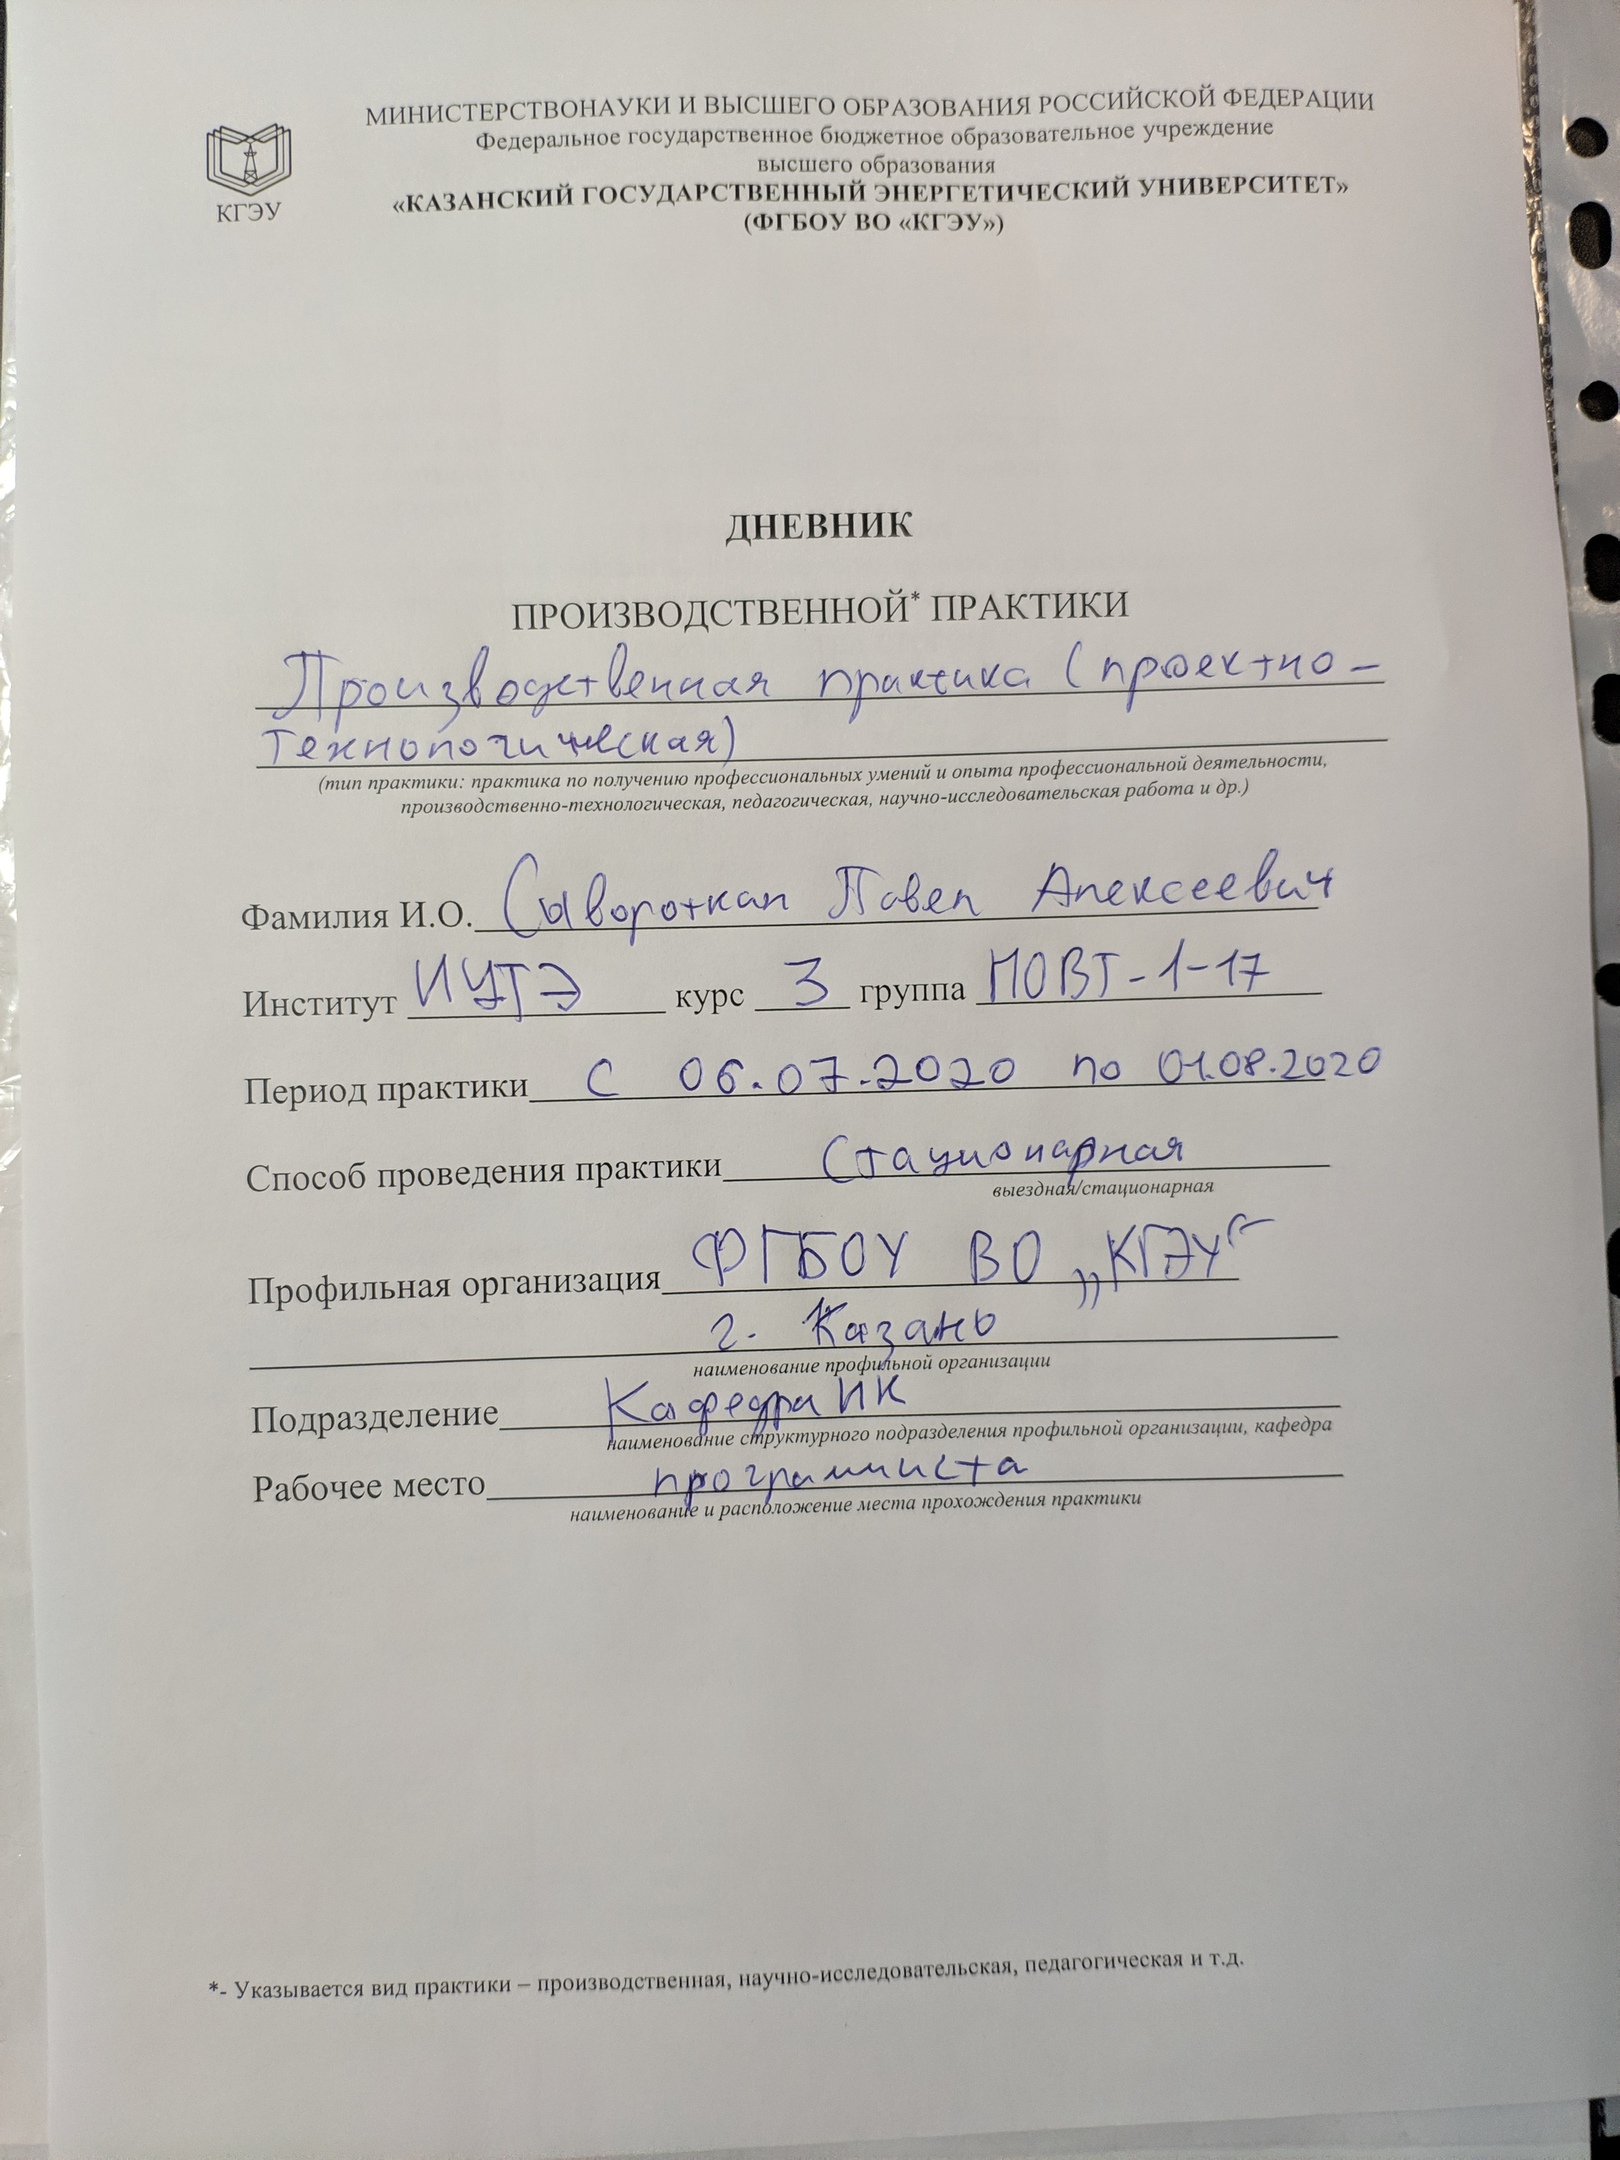 МИНИСТЕРСТВОНАУКИ И ВЫСШЕГО ОБРАЗОВАНИЯ РОССИЙСКОЙ ФЕДЕРАЦИИ
Федеральное государственное бюджетное образовательное учреждение
высшего образования
«КАЗАНСКИЙ ГОСУДАРСТВЕННЫЙ ЭНЕРГЕТИЧЕСКИЙ УНИВЕРСИТЕТ»
(ФГБОУ ВО «КГЭУ»)
КГЭУ
ДНЕВНИК
ПРОИЗВОДСТВЕННОЙ* ПРАКТИКИ
Производственная практика (проектно-
технологическая)
(тип практики: практика по получению профессиональных умений и опыта профессиональной деятельности,
производственно-технологическая, педагогическая, научно-исследовательская работа и др.)
Фамилия И.О. Сывороткин Павел Алексеевич
Институт ИЦТЭ курс 3 группа ПОВТ-1-17
Период практики с 06.07.2020 по 01.08.2020
Способ проведения практики Стационарная
выездная/стационарная
Профильная организация ФГБОУ ВО „КГЭУ“
г. Казань
наименование профильной организации
Подразделение Кафедра ИК
наименование структурного подразделения профильной организации, кафедра
Рабочее место программиста
наименование и расположение места прохождения практики
*- Указывается вид практики – производственная, научно-исследовательская, педагогическая и т.д.